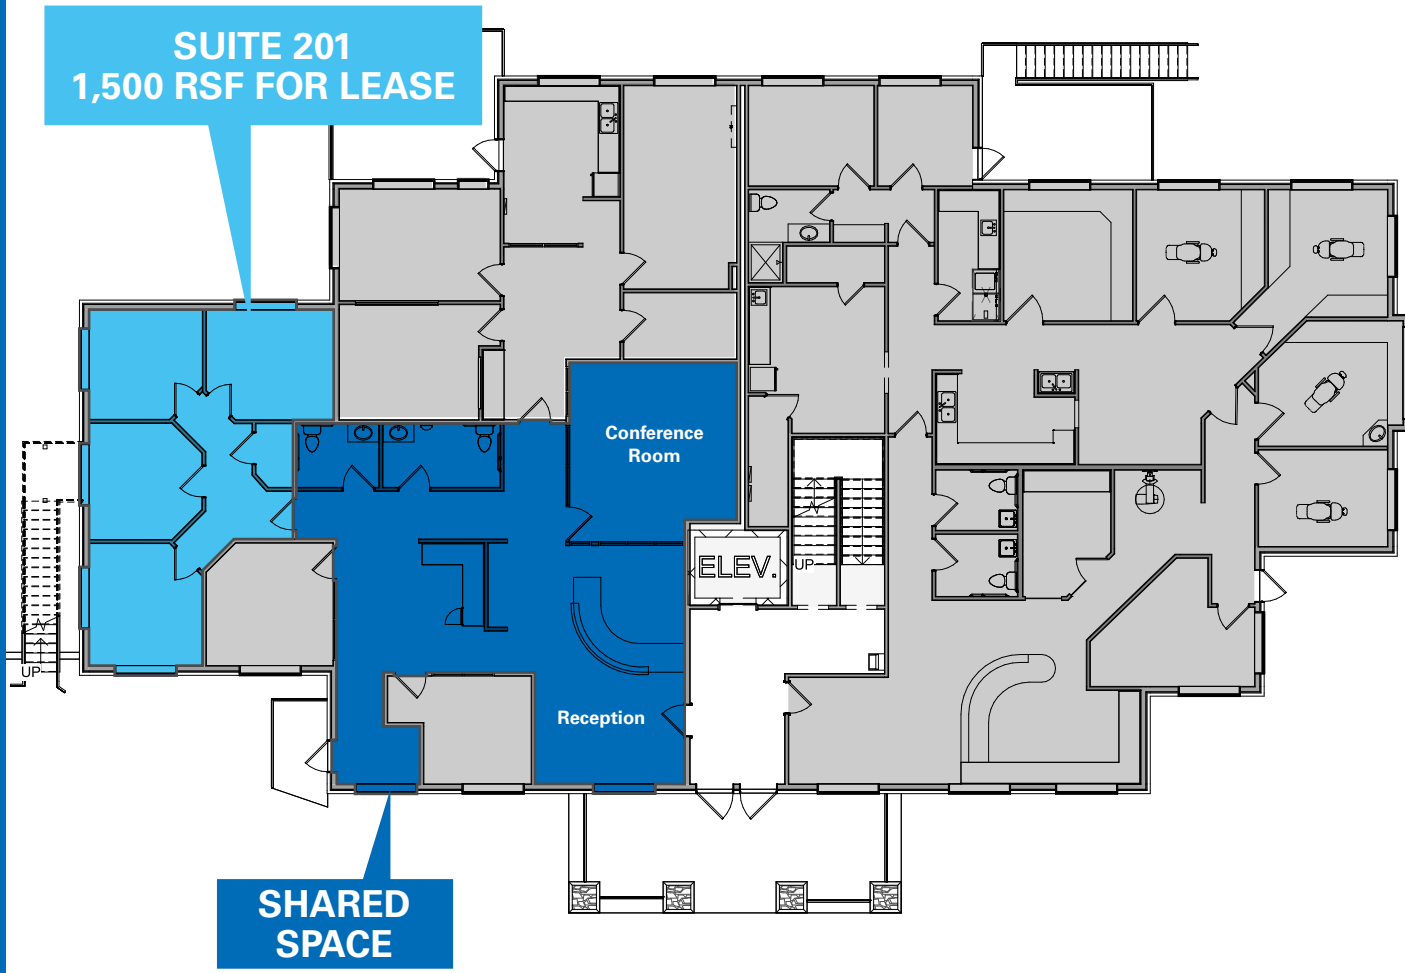 SUITE 201
1,500 RSF FOR LEASE
Conference
Room
ELEV.
UP
UP
Reception
SHARED
SPACE